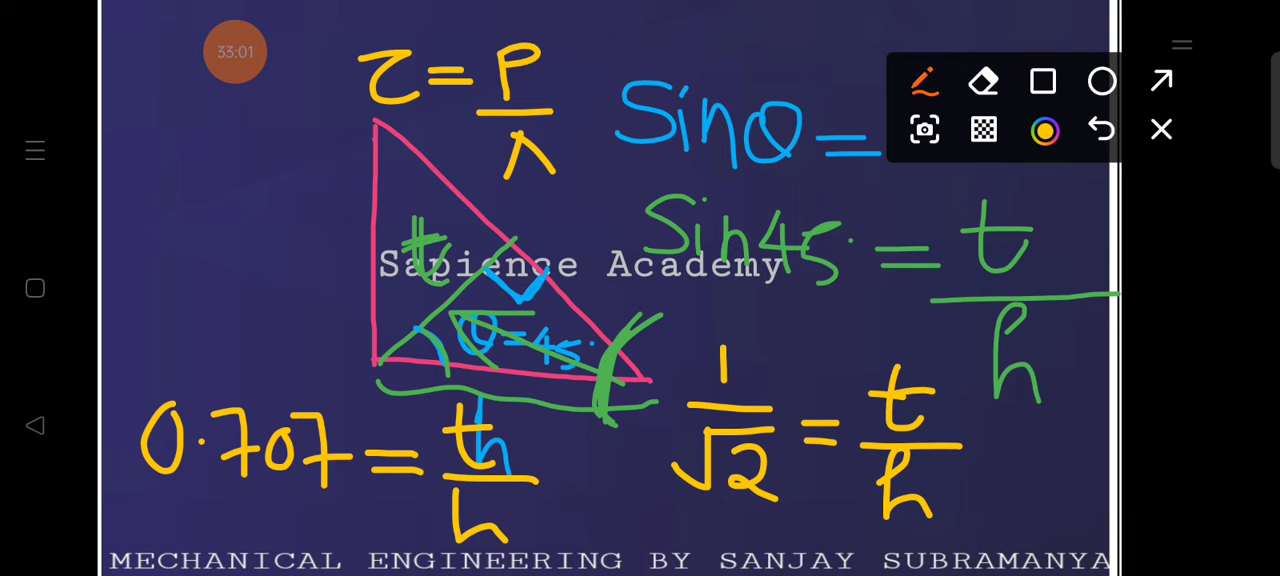 33:01
τ = P/A
Sinθ =
Sin45° = t/h
t
Sapience Academy
θ = 45°
h
1/√2 = t/h
0.707 = t/h
MECHANICAL ENGINEERING BY SANJAY SUBRAMANYA